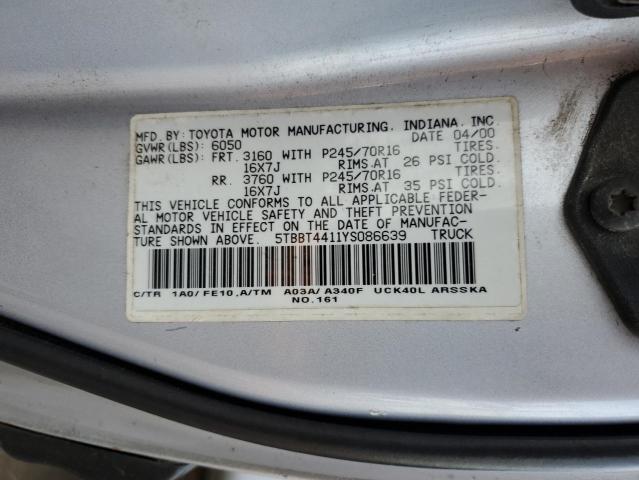 MFD. BY: TOYOTA MOTOR MANUFACTURING, INDIANA, INC.
GVWR(LBS): 6050 DATE 04/00
GAWR(LBS): FRT. 3160 WITH P245/70R16 TIRES.
16X7J RIMS.AT 26 PSI COLD.
RR. 3760 WITH P245/70R16 TIRES.
16X7J RIMS.AT 35 PSI COLD.
THIS VEHICLE CONFORMS TO ALL APPLICABLE FEDER-
AL MOTOR VEHICLE SAFETY AND THEFT PREVENTION
STANDARDS IN EFFECT ON THE DATE OF MANUFAC-
TURE SHOWN ABOVE. 5TBBT4411YS086639 TRUCK
C/TR 1A0/FE10,A/TM A03A/A340F UCK40L ARSSKA
NO.161